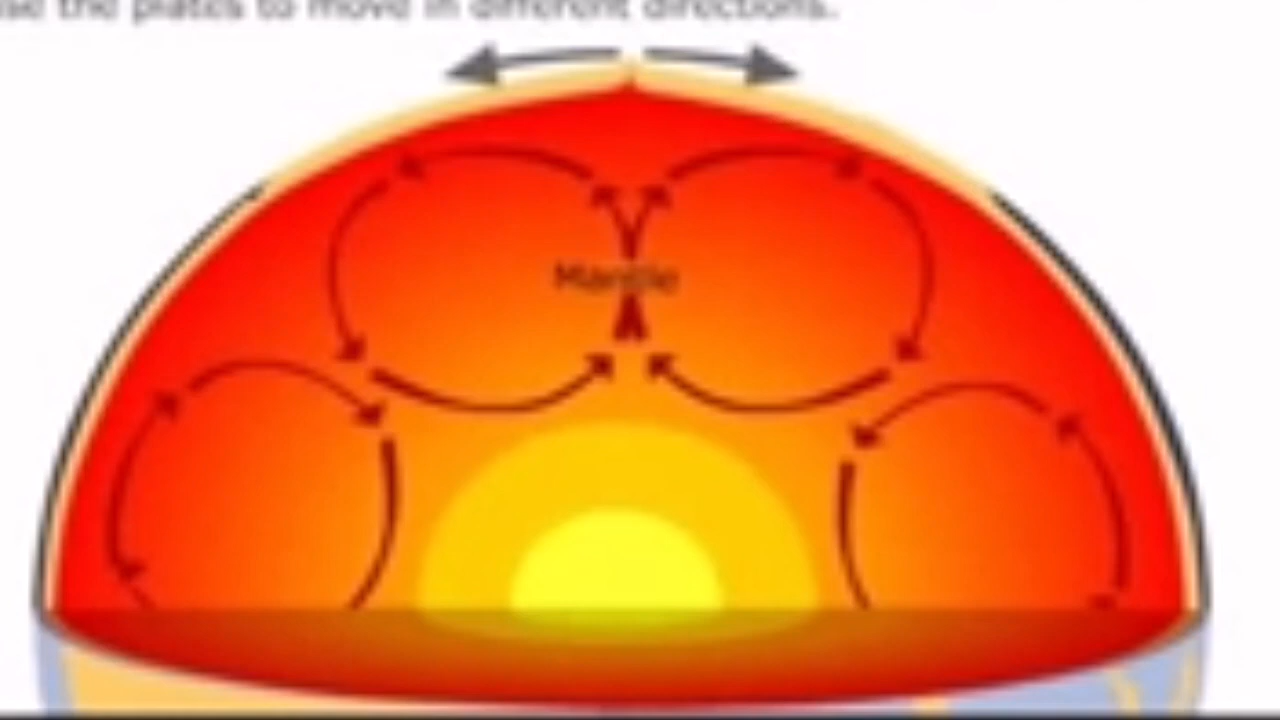 the plates to move in different directions.
Mantle